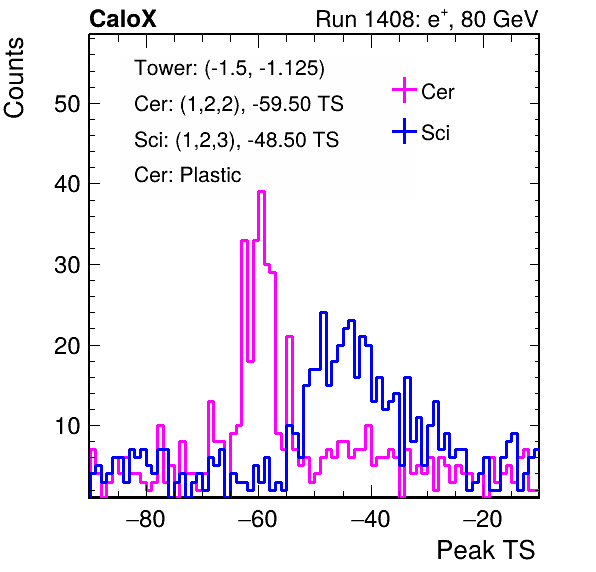 CaloX Run 1408: e⁺, 80 GeV
Counts
Tower: (-1.5, -1.125)
Cer: (1,2,2), -59.50 TS
Sci: (1,2,3), -48.50 TS
Cer: Plastic
Cer
Sci
50
40
30
20
10
−80 −60 −40 −20
Peak TS